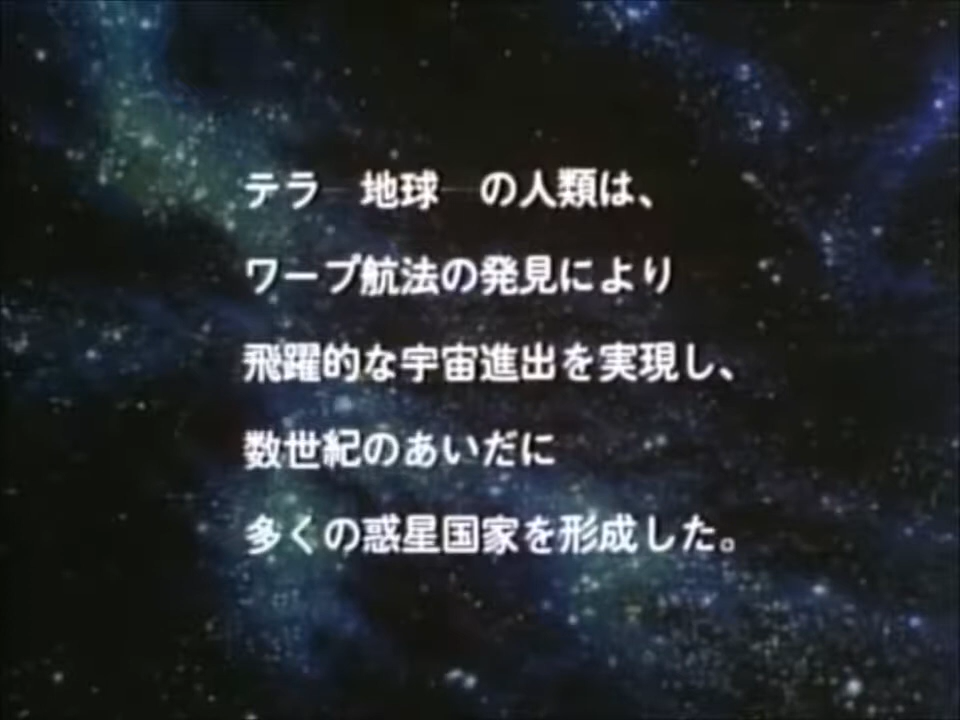 テラ　地球　の人類は、
ワープ航法の発見により
飛躍的な宇宙進出を実現し、
数世紀のあいだに
多くの惑星国家を形成した。